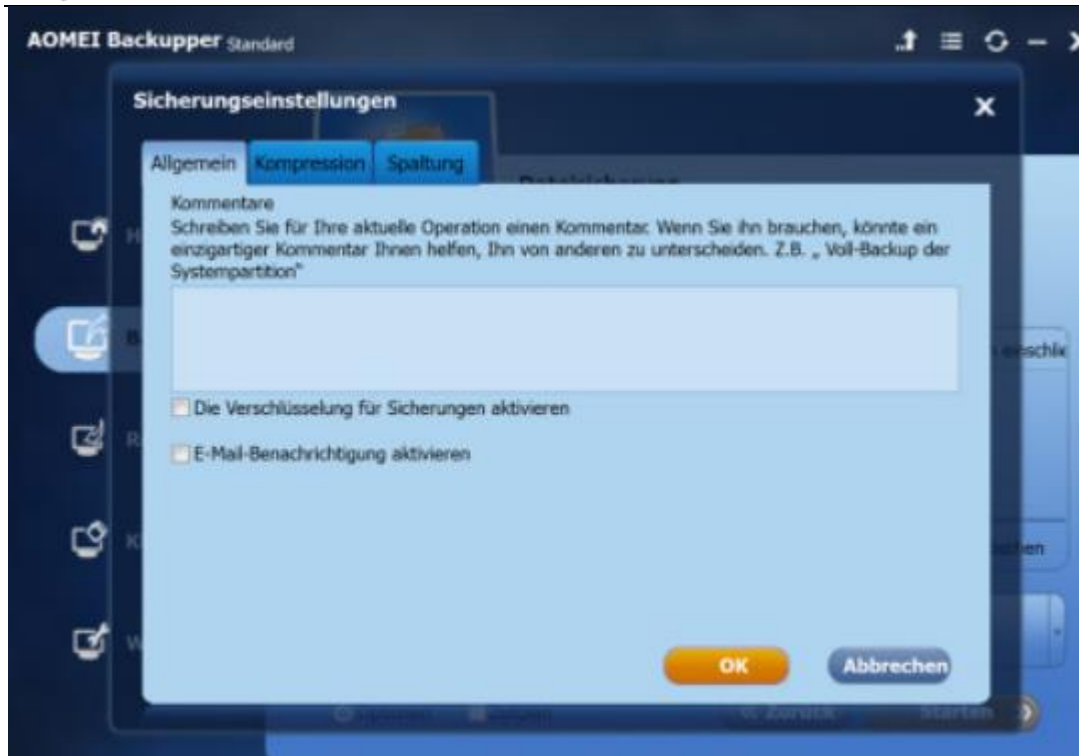 AOMEI Backupper Standard
Sicherungseinstellungen
Allgemein Kompression Spaltung
Kommentare
Schreiben Sie für Ihre aktuelle Operation einen Kommentar. Wenn Sie ihn brauchen, könnte ein
einzigartiger Kommentar Ihnen helfen, Ihn von anderen zu unterscheiden. Z.B. „ Voll-Backup der
Systempartition“
Die Verschlüsselung für Sicherungen aktivieren
E-Mail-Benachrichtigung aktivieren
OK Abbrechen
Zurück Starten